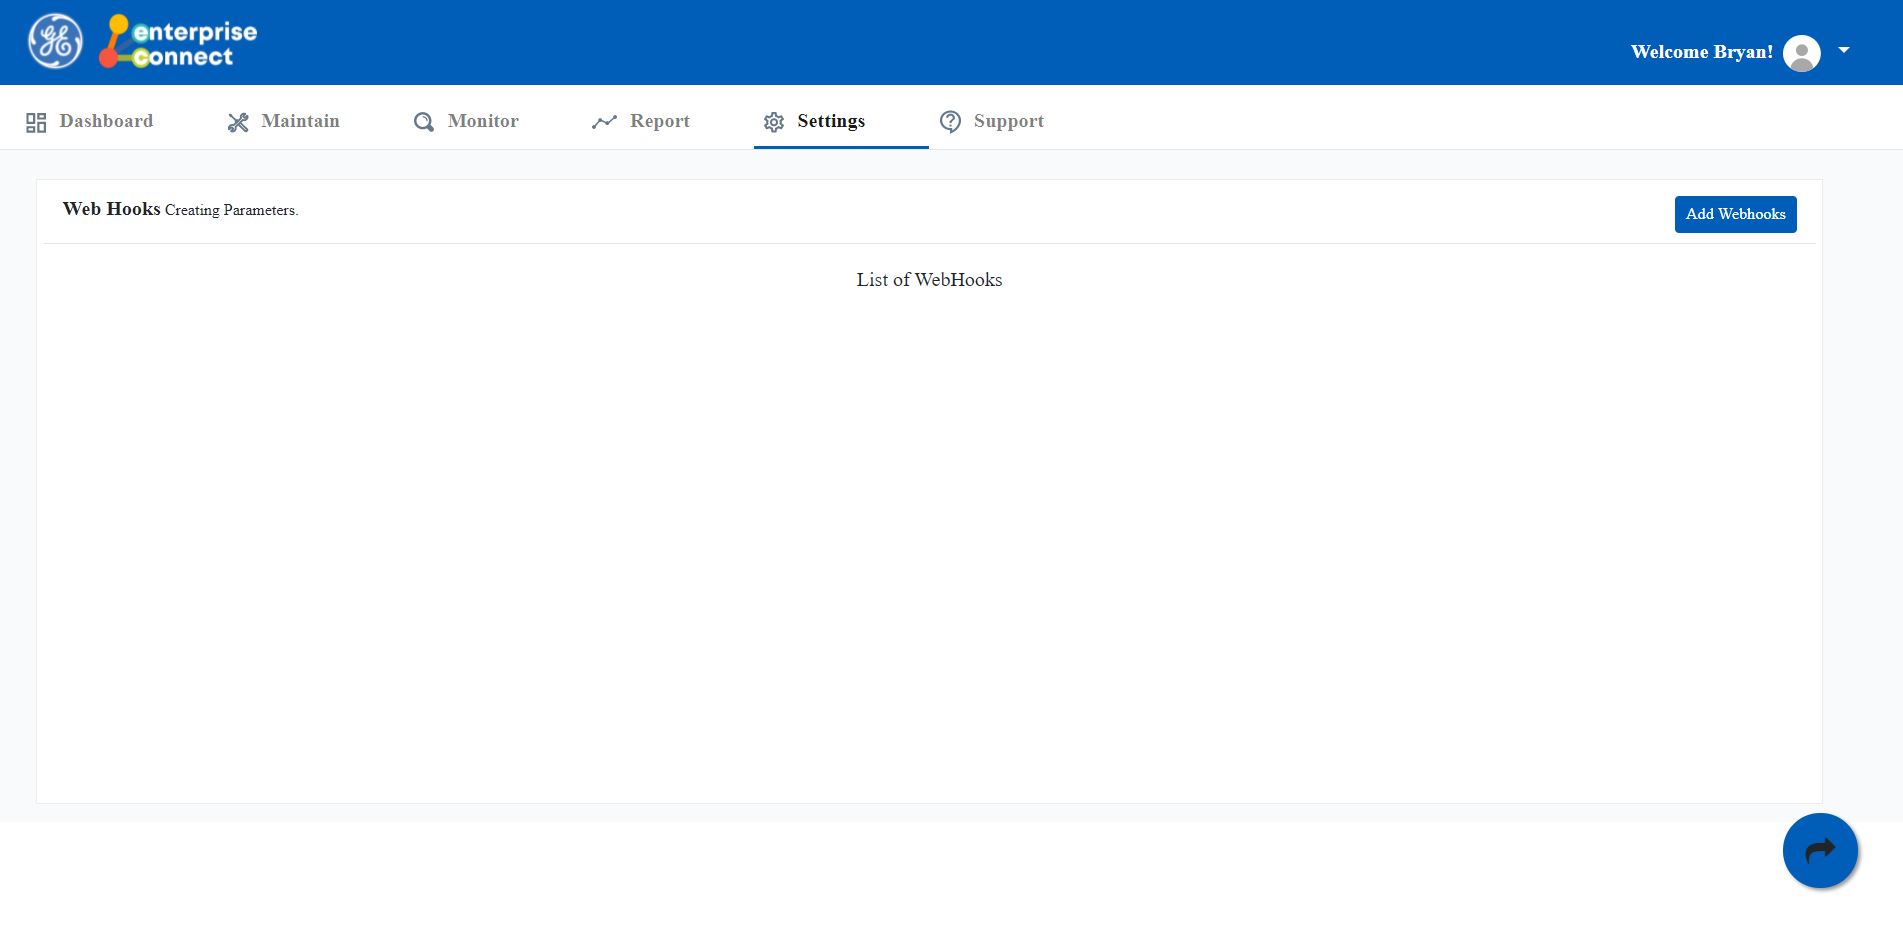 GE enterprise connect
Welcome Bryan!
Dashboard Maintain Monitor Report Settings Support
Web Hooks Creating Parameters.
Add Webhooks
List of WebHooks